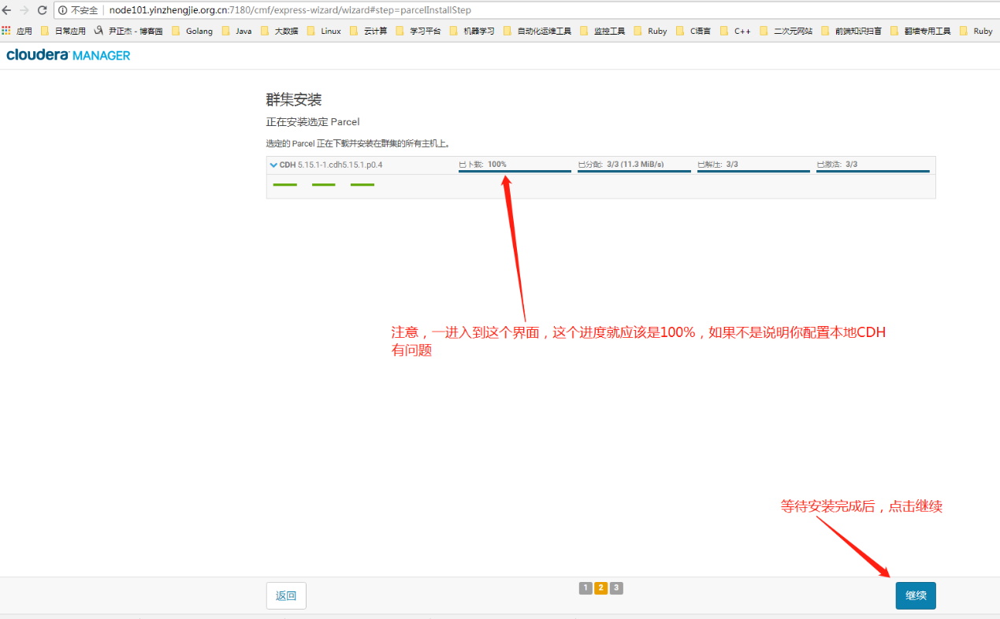 不安全 node101.yinzhengjie.org.cn:7180/cmf/express-wizard/wizard#step=parcelInstallStep
应用 日常应用 尹正杰 - 博客园 Golang Java 大数据 Linux 云计算 学习平台 机器学习 自动化运维工具 监控工具 Ruby C语言 C++ 二次元网站 前端知识扫盲 翻墙专用工具 Ruby
cloudera MANAGER
群集安装
正在安装选定 Parcel
选定的 Parcel 正在下载并安装在群集的所有主机上。
CDH 5.15.1-1.cdh5.15.1.p0.4 已下载: 100% 已分配: 3/3 (11.3 MiB/s) 已解压: 3/3 已激活: 3/3
注意，一进入到这个界面，这个进度就应该是100%，如果不是说明你配置本地CDH
有问题
等待安装完成后，点击继续
返回 1 2 3 继续